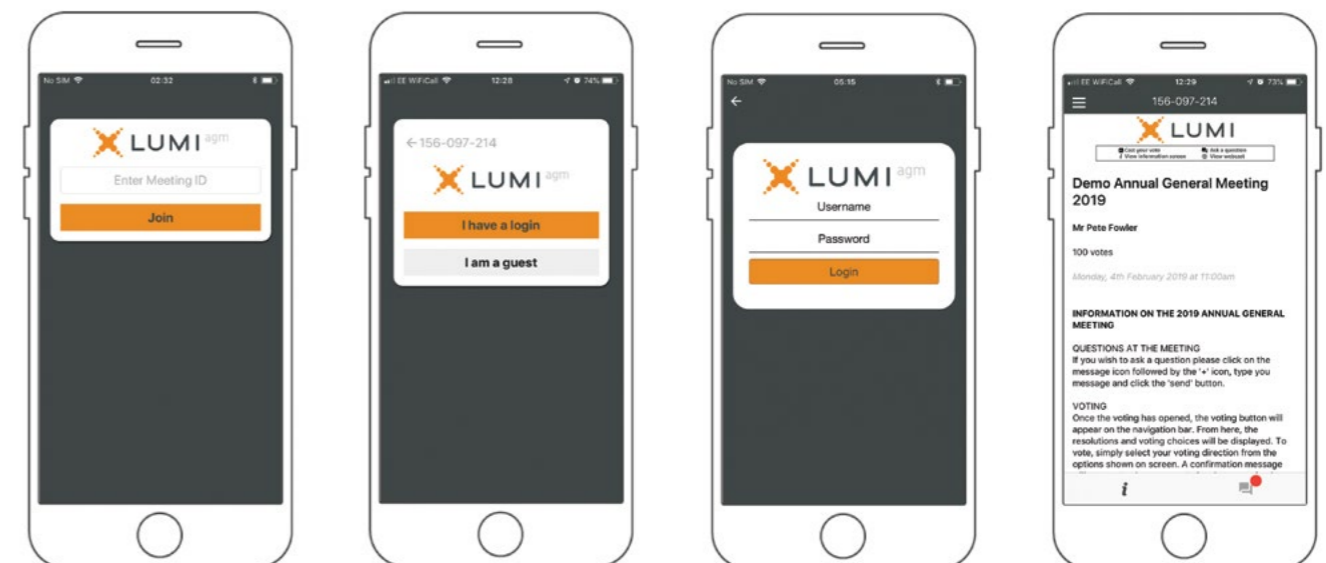 No SIM 02:32
LUMI agm
Enter Meeting ID
Join
EE WiFiCall 12:28 74%
←156-097-214
LUMI agm
I have a login
I am a guest
No SIM 05:15
←
LUMI agm
Username
Password
Login
EE WiFiCall 12:29 73%
156-097-214
LUMI
Cast your vote Ask a question
i View information screen View webcast
Demo Annual General Meeting
2019
Mr Pete Fowler
100 votes
Monday, 4th February 2019 at 11:00am
INFORMATION ON THE 2019 ANNUAL GENERAL
MEETING
QUESTIONS AT THE MEETING
If you wish to ask a question please click on the
message icon followed by the '+' icon, type you
message and click the 'send' button.
VOTING
Once the voting has opened, the voting button will
appear on the navigation bar. From here, the
resolutions and voting choices will be displayed. To
vote, simply select your voting direction from the
options shown on screen. A confirmation message
i